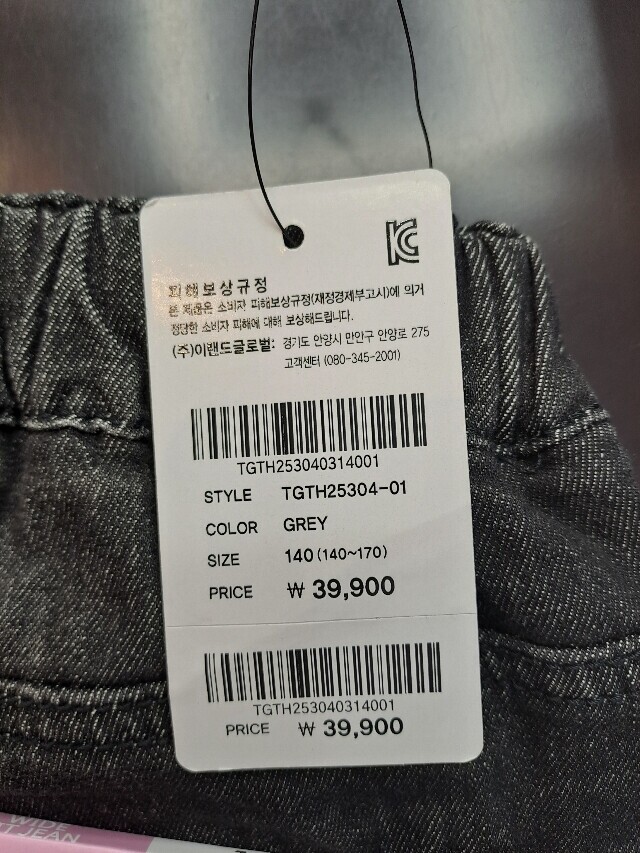 KC
피해보상규정
본 제품은 소비자 피해보상규정(재정경제부고시)에 의거
정당한 소비자 피해에 대해 보상해드립니다.
(주)이랜드글로벌: 경기도 안양시 만안구 안양로 275
고객센터 (080-345-2001)
TGTH253040314001
STYLE TGTH25304-01
COLOR GREY
SIZE 140 (140~170)
PRICE ₩ 39,900
TGTH253040314001
PRICE ₩ 39,900
WIDE
JEAN